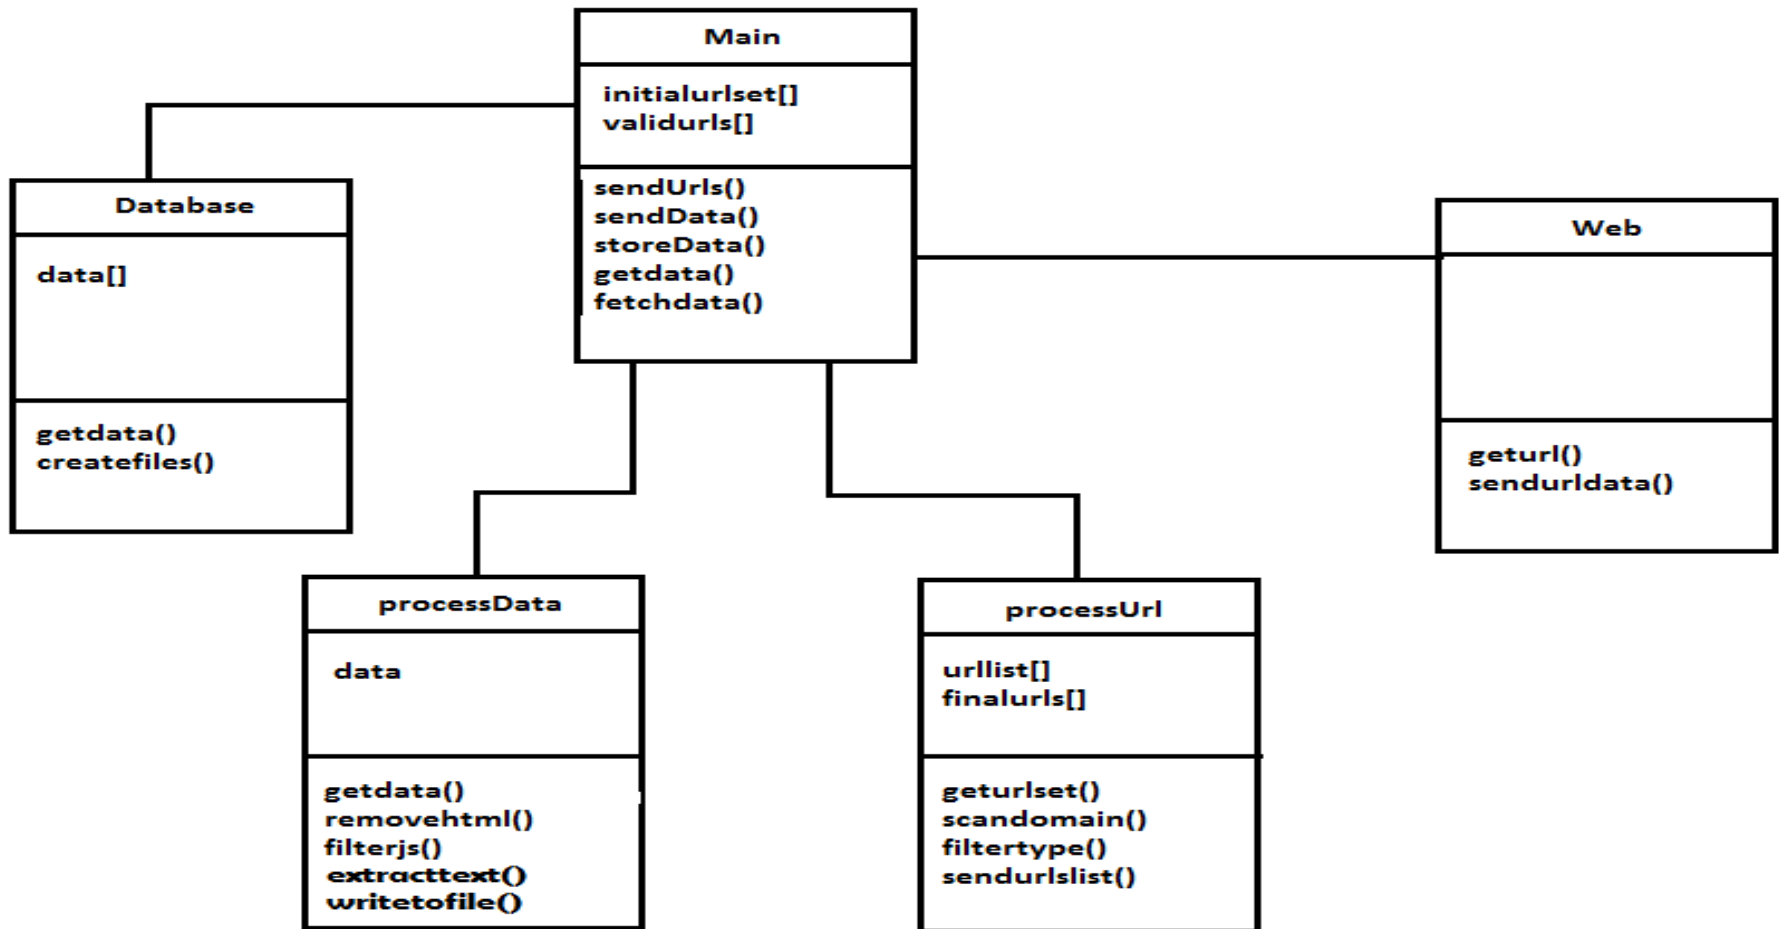 Main
initialurlset[]
validurls[]
sendUrls()
sendData()
storeData()
getdata()
fetchdata()
Database
data[]
getdata()
createfiles()
Web
geturl()
sendurldata()
processData
data
getdata()
removehtml()
filterjs()
extracttext()
writetofile()
processUrl
urllist[]
finalurls[]
geturlset()
scandomain()
filtertype()
sendurlslist()